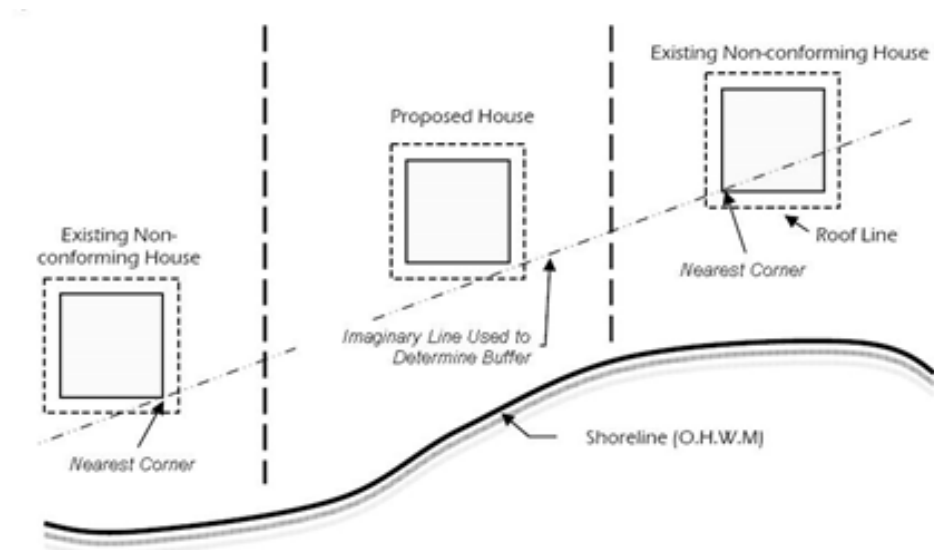 Existing Non-conforming House
Proposed House
Existing Non-
conforming House
Roof Line
Nearest Corner
Imaginary Line Used to
Determine Buffer
Shoreline (O.H.W.M)
Nearest Corner